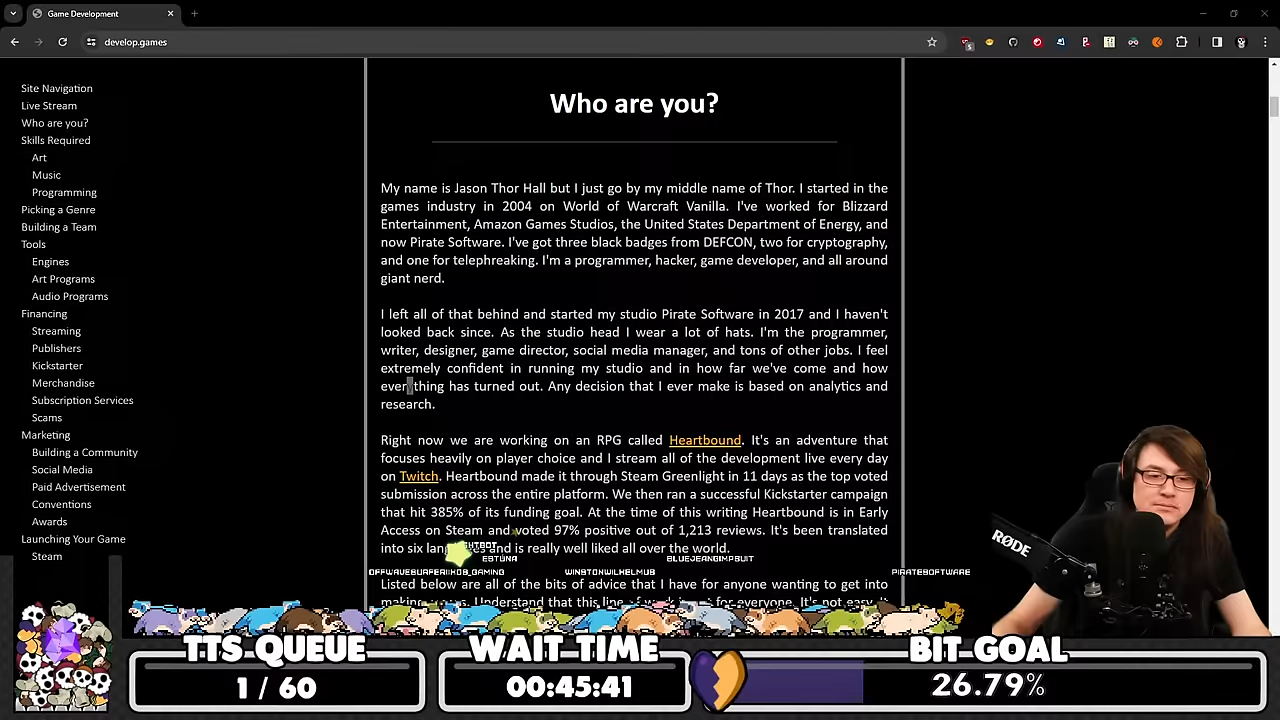 Game Development
develop.games
Site Navigation
Live Stream
Who are you?
Skills Required
Art
Music
Programming
Picking a Genre
Building a Team
Tools
Engines
Art Programs
Audio Programs
Financing
Streaming
Publishers
Kickstarter
Merchandise
Subscription Services
Scams
Marketing
Building a Community
Social Media
Paid Advertisement
Conventions
Awards
Launching Your Game
Steam
Who are you?
My name is Jason Thor Hall but I just go by my middle name of Thor. I started in the
games industry in 2004 on World of Warcraft Vanilla. I've worked for Blizzard
Entertainment, Amazon Games Studios, the United States Department of Energy, and
now Pirate Software. I've got three black badges from DEFCON, two for cryptography,
and one for telephreaking. I'm a programmer, hacker, game developer, and all around
giant nerd.
I left all of that behind and started my studio Pirate Software in 2017 and I haven't
looked back since. As the studio head I wear a lot of hats. I'm the programmer,
writer, designer, game director, social media manager, and tons of other jobs. I feel
extremely confident in running my studio and in how far we've come and how
everything has turned out. Any decision that I ever make is based on analytics and
research.
Right now we are working on an RPG called Heartbound. It's an adventure that
focuses heavily on player choice and I stream all of the development live every day
on Twitch. Heartbound made it through Steam Greenlight in 11 days as the top voted
submission across the entire platform. We then ran a successful Kickstarter campaign
that hit 385% of its funding goal. At the time of this writing Heartbound is in Early
Access on Steam and voted 97% positive out of 1,213 reviews. It's been translated
into six and is really well liked all over the world.
Listed below are all of the bits of advice that I have for anyone wanting to get into
Understand that this for everyone. It's not easy
ESTUNA
BLUEJEANGIMPSUIT
WINSTONWILHELMUB
PIRATESOFTWARE
RØDE
TTS QUEUE
1 / 60
WAIT TIME
00:45:41
BIT GOAL
26.79%